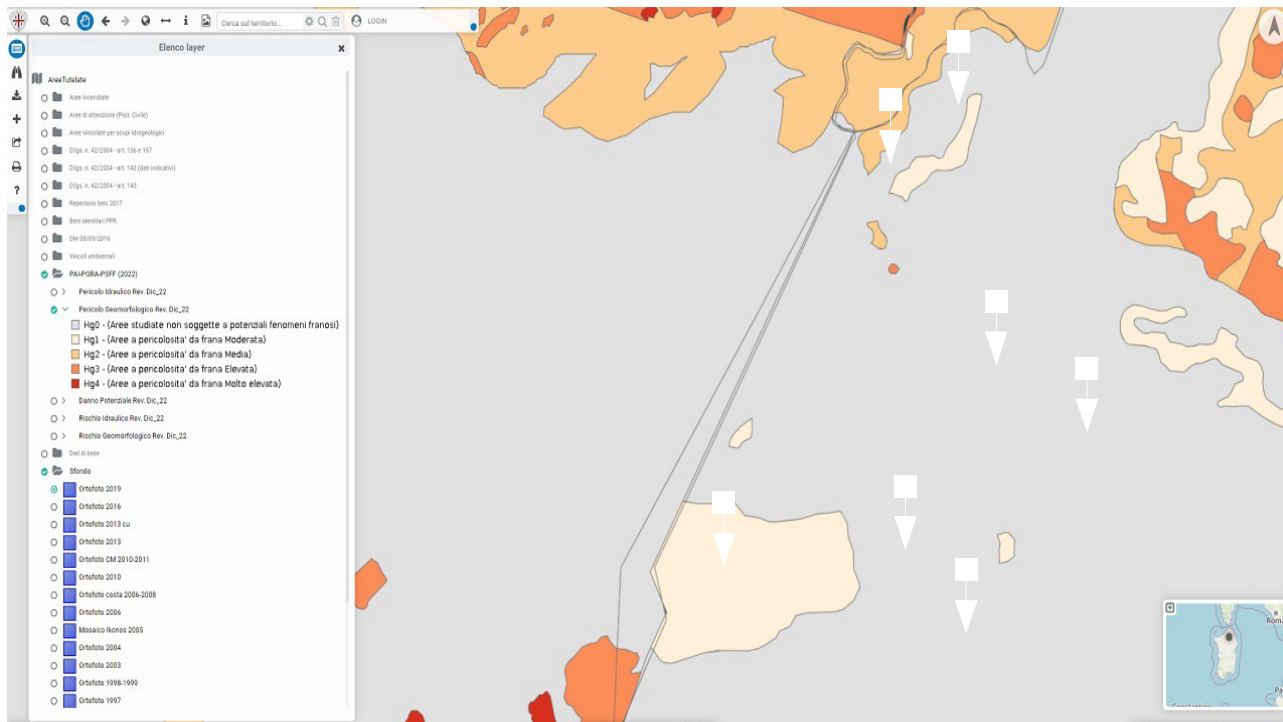 Cerca sul territorio...
LOGIN
Elenco layer
AreeTutelate
Aree incendiate
Aree di attenzione (Prot. Civile)
Aree vincolate per scopi idrogeologici
D.lgs. n. 42/2004 - art. 136 e 157
D.lgs. n. 42/2004 - art. 142 (dati indicativi)
D.lgs. n. 42/2004 - art. 143
Repertorio beni 2017
Beni identitari PPR
DM 05/09/2016
Vincoli ambientali
PAI-PGRA-PSFF (2022)
Pericolo Idraulico Rev. Dic_22
Pericolo Geomorfologico Rev. Dic_22
Hg0 - (Aree studiate non soggette a potenziali fenomeni franosi)
Hg1 - (Aree a pericolosita' da frana Moderata)
Hg2 - (Aree a pericolosita' da frana Media)
Hg3 - (Aree a pericolosita' da frana Elevata)
Hg4 - (Aree a pericolosita' da frana Molto elevata)
Danno Potenziale Rev. Dic_22
Rischio Idraulico Rev. Dic_22
Rischio Geomorfologico Rev. Dic_22
Dati di base
Sfondo
Ortofoto 2019
Ortofoto 2016
Ortofoto 2013 cu
Ortofoto 2013
Ortofoto CM 2010-2011
Ortofoto 2010
Ortofoto costa 2006-2008
Ortofoto 2006
Mosaico Ikonos 2005
Ortofoto 2004
Ortofoto 2003
Ortofoto 1998-1999
Ortofoto 1997
Roma